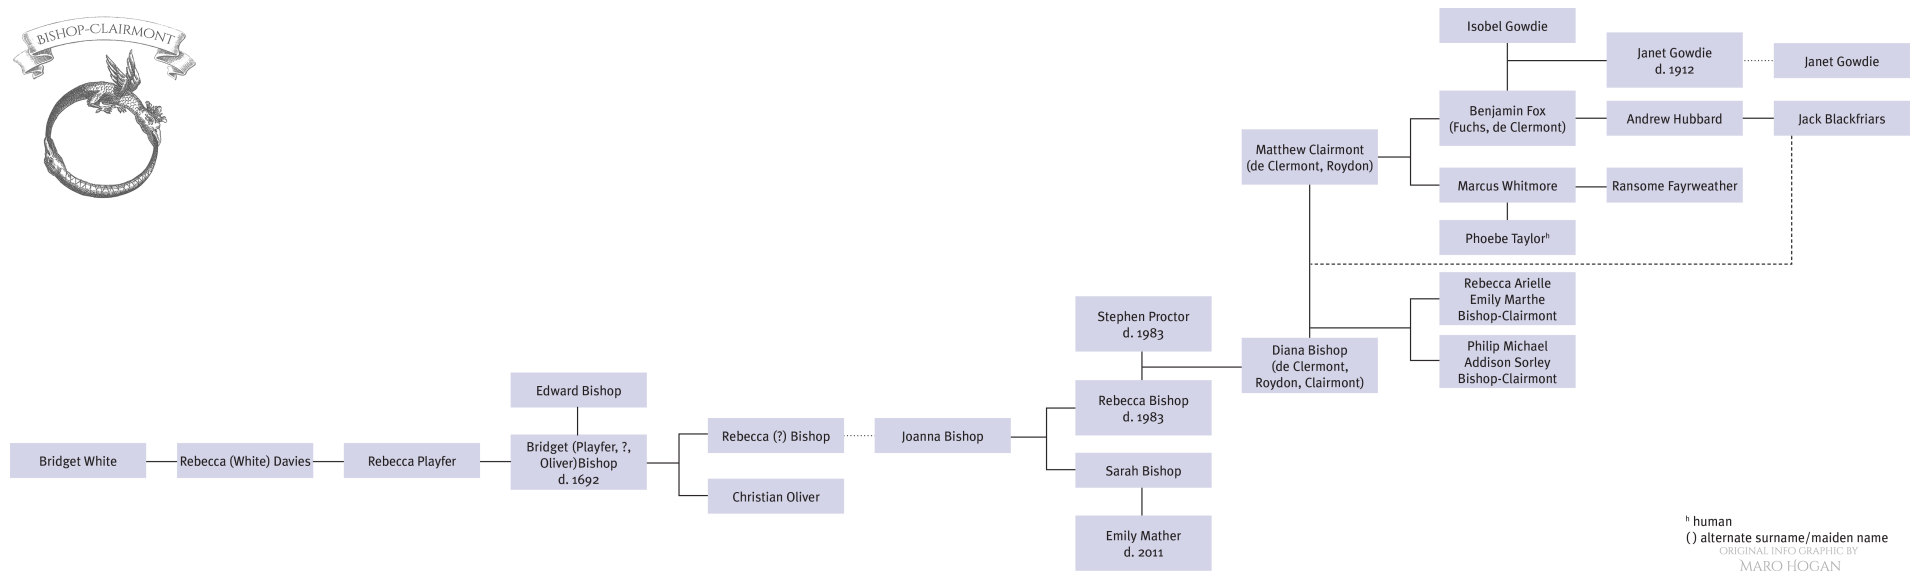 BISHOP-CLAIRMONT
Isobel Gowdie
Janet Gowdie
d. 1912
Janet Gowdie
Benjamin Fox
(Fuchs, de Clermont)
Andrew Hubbard
Jack Blackfriars
Matthew Clairmont
(de Clermont, Roydon)
Marcus Whitmore
Ransome Fayrweather
Phoebe Taylorʰ
Rebecca Arielle
Emily Marthe
Bishop-Clairmont
Stephen Proctor
d. 1983
Diana Bishop
(de Clermont,
Roydon, Clairmont)
Philip Michael
Addison Sorley
Bishop-Clairmont
Rebecca Bishop
d. 1983
Edward Bishop
Bridget White
Rebecca (White) Davies
Rebecca Playfer
Bridget (Playfer, ?,
Oliver)Bishop
d. 1692
Rebecca (?) Bishop
Joanna Bishop
Christian Oliver
Sarah Bishop
Emily Mather
d. 2011
ʰ human
() alternate surname/maiden name
ORIGINAL INFO GRAPHIC BY
MARO HOGAN